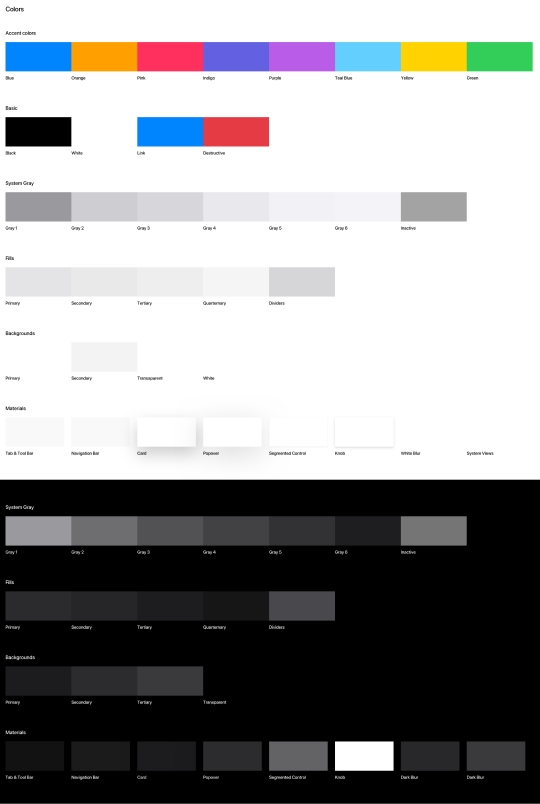 Colors
Accent colors
Blue Orange Pink Indigo Purple Teal Blue Yellow Green
Basic
Black White Link Destructive
System Gray
Gray 1 Gray 2 Gray 3 Gray 4 Gray 5 Gray 6 Inactive
Fills
Primary Secondary Tertiary Quarternary Dividers
Backgrounds
Primary Secondary Transparent White
Materials
Tab & Tool Bar Navigation Bar Card Popover Segmented Control Knob White Blur System Views
System Gray
Gray 1 Gray 2 Gray 3 Gray 4 Gray 5 Gray 6 Inactive
Fills
Primary Secondary Tertiary Quarternary Dividers
Backgrounds
Primary Secondary Tertiary Transparent
Materials
Tab & Tool Bar Navigation Bar Card Popover Segmented Control Knob Dark Blur Dark Blur